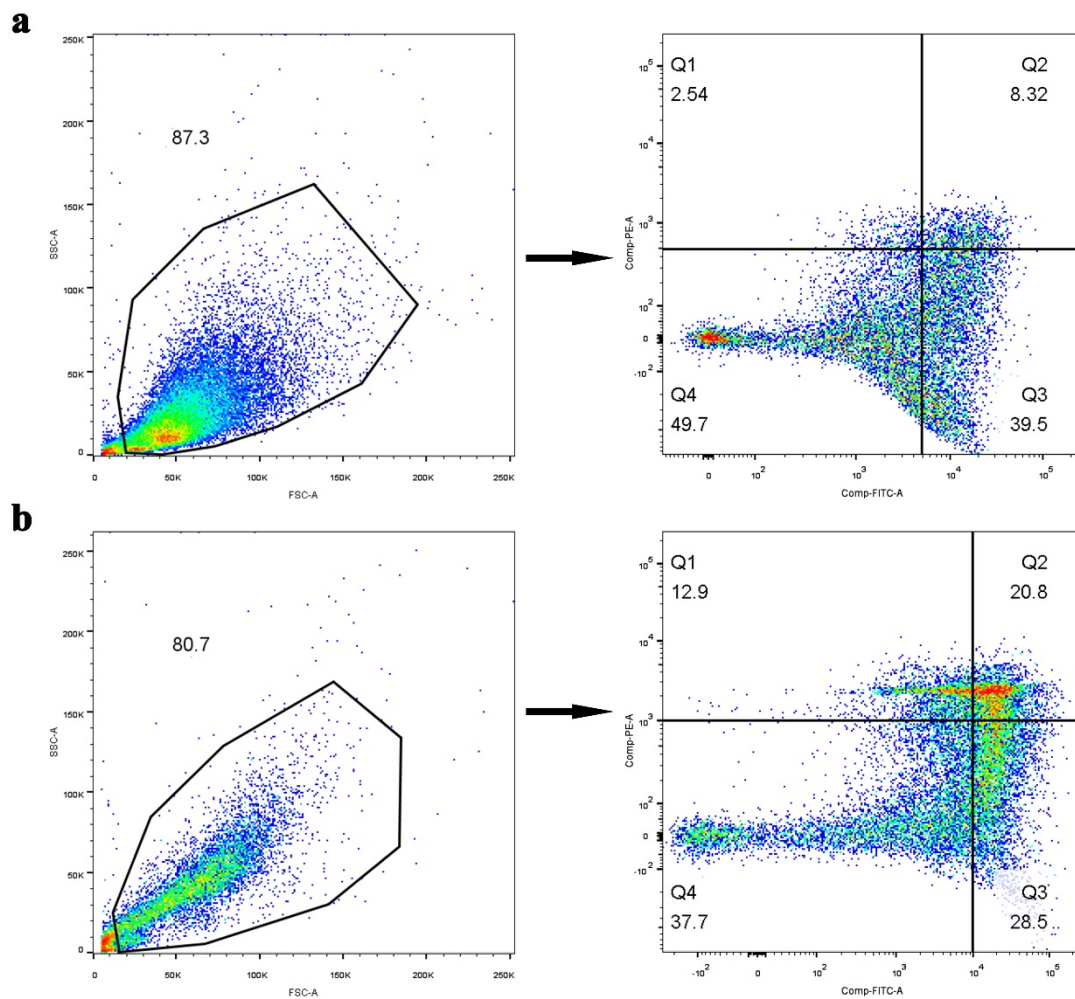 a
250K
200K
150K
100K
50K
0
SSC-A
87.3
0
50K
100K
150K
200K
250K
FSC-A
Q1
2.54
Q2
8.32
Q4
49.7
Q3
39.5
10^5
10^4
10^3
10^2
0
-10^2
Comp-PE-A
0
10^2
10^3
10^4
10^5
Comp-FITC-A
b
250K
200K
150K
100K
50K
0
SSC-A
80.7
0
50K
100K
150K
200K
250K
FSC-A
Q1
12.9
Q2
20.8
Q4
37.7
Q3
28.5
10^5
10^4
10^3
10^2
0
-10^2
Comp-PE-A
-10^2
0
10^2
10^3
10^4
10^5
Comp-FITC-A